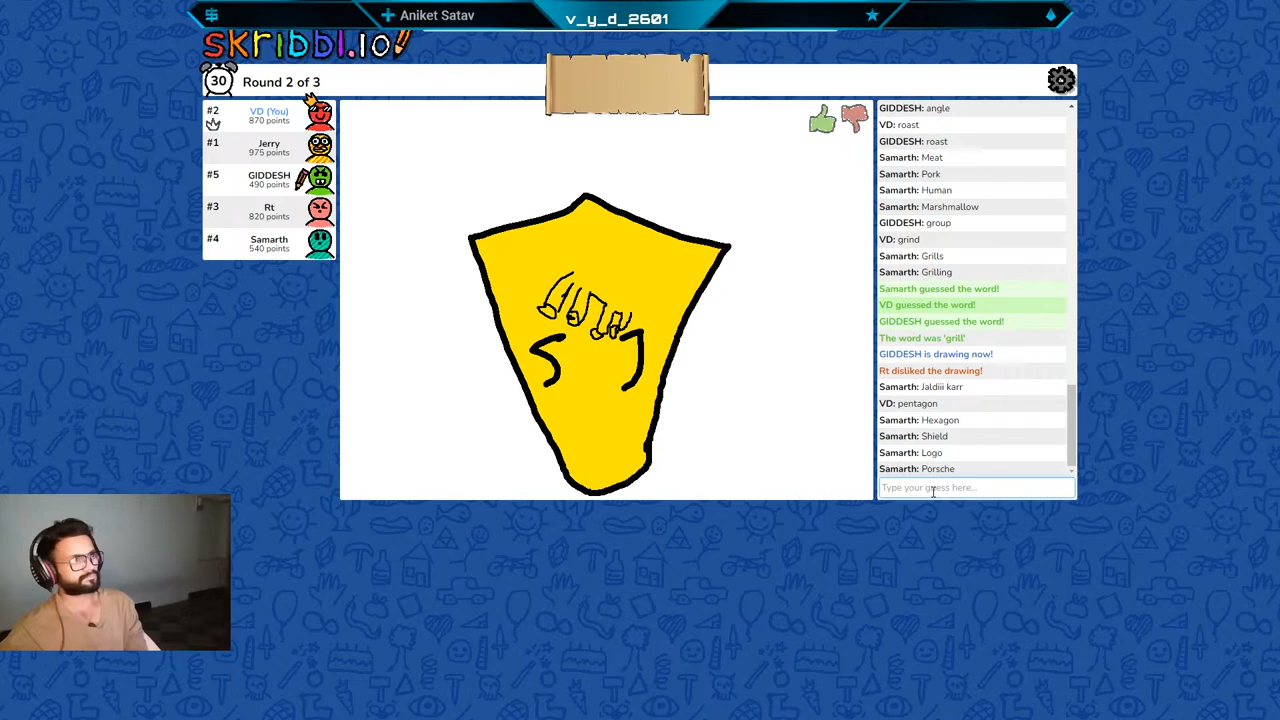 Aniket Satav
v_y_d_2601
skribbl.io
30
Round 2 of 3
#2
VD (You)
870 points
#1
Jerry
975 points
#5
GIDDESH
490 points
#3
Rt
820 points
#4
Samarth
540 points
GIDDESH: angle
VD: roast
GIDDESH: roast
Samarth: Meat
Samarth: Pork
Samarth: Human
Samarth: Marshmallow
GIDDESH: group
VD: grind
Samarth: Grills
Samarth: Grilling
Samarth guessed the word!
VD guessed the word!
GIDDESH guessed the word!
The word was 'grill'
GIDDESH is drawing now!
Rt disliked the drawing!
Samarth: Jaldiii karr
VD: pentagon
Samarth: Hexagon
Samarth: Shield
Samarth: Logo
Samarth: Porsche
Type your guess here...